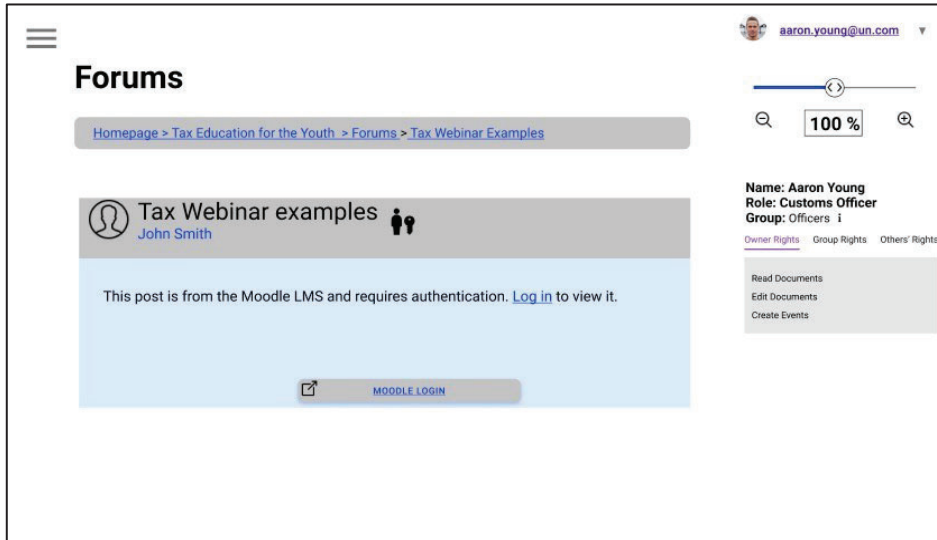 aaron.young@un.com
Forums
100 %
Homepage > Tax Education for the Youth > Forums > Tax Webinar Examples
Name: Aaron Young
Role: Customs Officer
Group: Officers i
Tax Webinar examples
John Smith
Owner Rights Group Rights Others' Rights
This post is from the Moodle LMS and requires authentication. Log in to view it.
Read Documents
Edit Documents
Create Events
MOODLE LOGIN